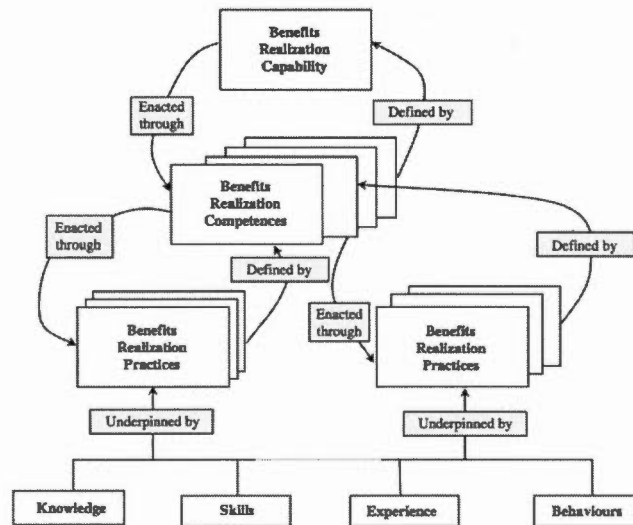 Benefits
Realization
Capability
Enacted
through
Defined by
Benefits
Realization
Competences
Enacted
through
Defined by
Defined by
Enacted
through
Benefits
Realization
Practices
Benefits
Realization
Practices
Underpinned by
Underpinned by
Knowledge
Skills
Experience
Behaviours